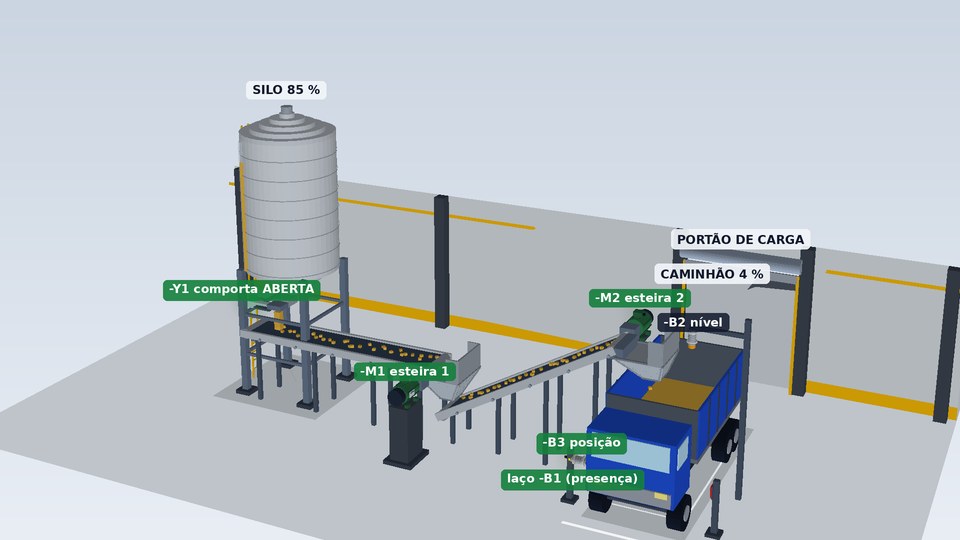 SILO 85 %
PORTÃO DE CARGA
CAMINHÃO 4 %
-Y1 comporta ABERTA
-M2 esteira 2
-B2 nível
-M1 esteira 1
-B3 posição
laço -B1 (presença)